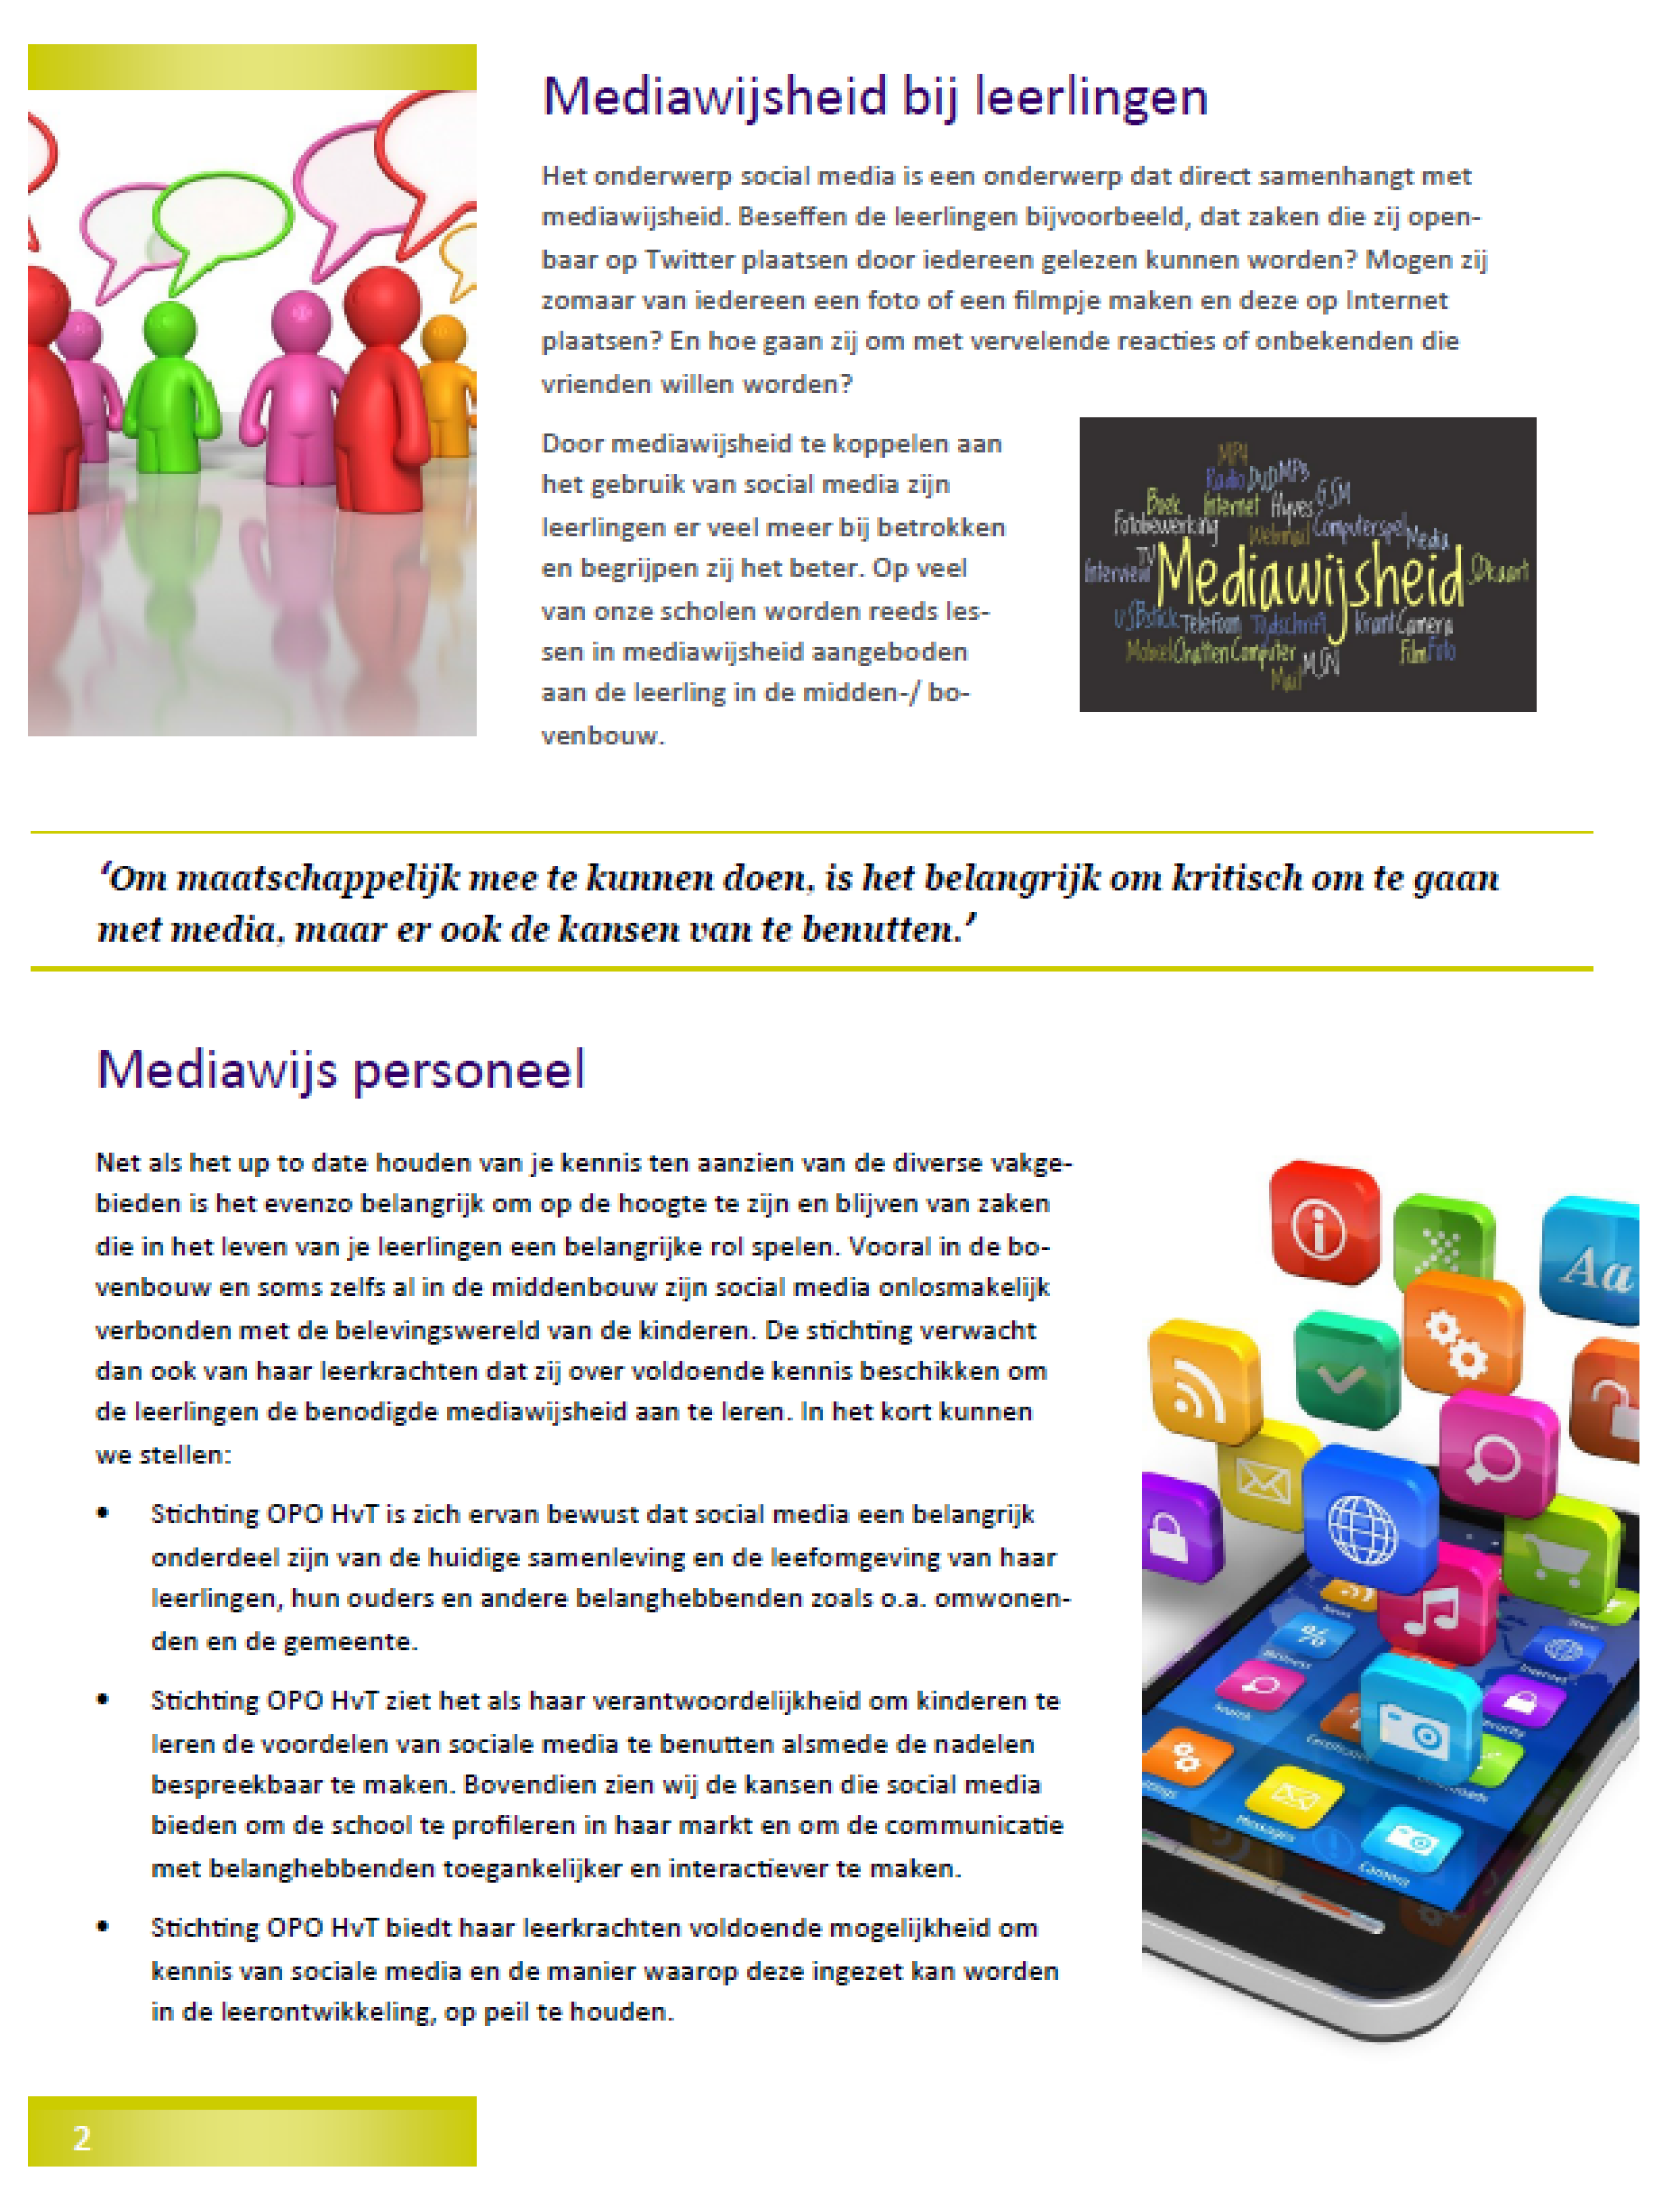 Mediawijsheid bij leerlingen
Het onderwerp social media is een onderwerp dat direct samenhangt met
mediawijsheid. Beseffen de leerlingen bijvoorbeeld, dat zaken die zij open-
baar op Twitter plaatsen door iedereen gelezen kunnen worden? Mogen zij
zomaar van iedereen een foto of een filmpje maken en deze op Internet
plaatsen? En hoe gaan zij om met vervelende reacties of onbekenden die
vrienden willen worden?
Door mediawijsheid te koppelen aan
het gebruik van social media zijn
leerlingen er veel meer bij betrokken
en begrijpen zij het beter. Op veel
van onze scholen worden reeds les-
sen in mediawijsheid aangeboden
aan de leerling in de midden-/ bo-
venbouw.
MP4
Radio DVD MP3
Boek Internet Hyves GSM
Fotobewerking Webmail Computerspel Media
Interview TV Mediawijsheid SDkaart
USBstick Telefoon Tijdschrift Krant Camera
Mobiel Chatten Computer MSN Film Foto
Mail
‘Om maatschappelijk mee te kunnen doen, is het belangrijk om kritisch om te gaan
met media, maar er ook de kansen van te benutten.’
Mediawijs personeel
Net als het up to date houden van je kennis ten aanzien van de diverse vakge-
bieden is het evenzo belangrijk om op de hoogte te zijn en blijven van zaken
die in het leven van je leerlingen een belangrijke rol spelen. Vooral in de bo-
venbouw en soms zelfs al in de middenbouw zijn social media onlosmakelijk
verbonden met de belevingswereld van de kinderen. De stichting verwacht
dan ook van haar leerkrachten dat zij over voldoende kennis beschikken om
de leerlingen de benodigde mediawijsheid aan te leren. In het kort kunnen
we stellen:
• Stichting OPO HvT is zich ervan bewust dat social media een belangrijk
onderdeel zijn van de huidige samenleving en de leefomgeving van haar
leerlingen, hun ouders en andere belanghebbenden zoals o.a. omwonen-
den en de gemeente.
• Stichting OPO HvT ziet het als haar verantwoordelijkheid om kinderen te
leren de voordelen van sociale media te benutten alsmede de nadelen
bespreekbaar te maken. Bovendien zien wij de kansen die social media
bieden om de school te profileren in haar markt en om de communicatie
met belanghebbenden toegankelijker en interactiever te maken.
• Stichting OPO HvT biedt haar leerkrachten voldoende mogelijkheid om
kennis van sociale media en de manier waarop deze ingezet kan worden
in de leerontwikkeling, op peil te houden.
Aa
%
Business
Search
Messages
Camera
2